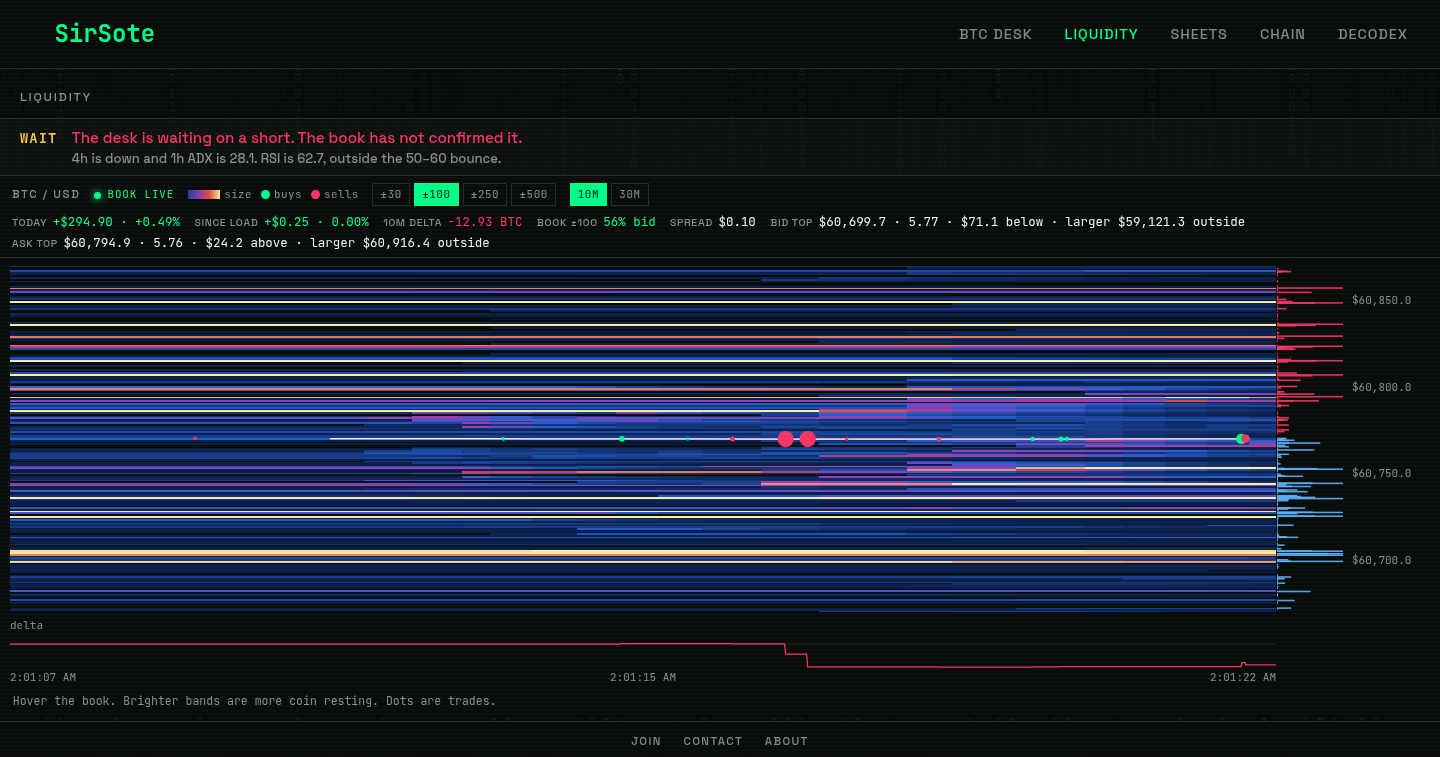 SirSote
BTC DESK LIQUIDITY SHEETS CHAIN DECODEX
LIQUIDITY
WAIT The desk is waiting on a short. The book has not confirmed it.
4h is down and 1h ADX is 28.1. RSI is 62.7, outside the 50–60 bounce.
BTC / USD BOOK LIVE size buys sells ±30 ±100 ±250 ±500 10M 30M
TODAY +$294.90 · +0.49% SINCE LOAD +$0.25 · 0.00% 10M DELTA -12.93 BTC BOOK ±100 56% bid SPREAD $0.10 BID TOP $60,699.7 · 5.77 · $71.1 below · larger $59,121.3 outside
ASK TOP $60,794.9 · 5.76 · $24.2 above · larger $60,916.4 outside
$60,850.0
$60,800.0
$60,750.0
$60,700.0
delta
2:01:07 AM 2:01:15 AM 2:01:22 AM
Hover the book. Brighter bands are more coin resting. Dots are trades.
JOIN CONTACT ABOUT